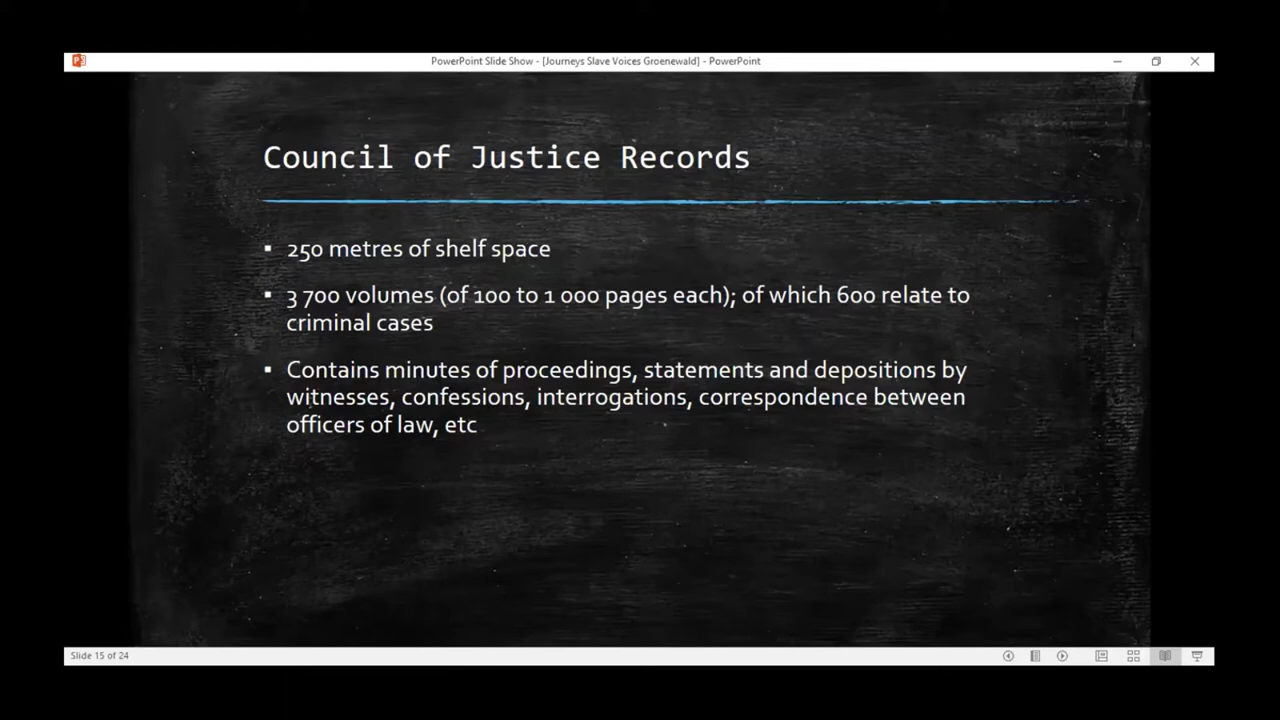 PowerPoint Slide Show - [Journeys Slave Voices Groenewald] - PowerPoint
Council of Justice Records
▪ 250 metres of shelf space
▪ 3 700 volumes (of 100 to 1 000 pages each); of which 600 relate to
criminal cases
▪ Contains minutes of proceedings, statements and depositions by
witnesses, confessions, interrogations, correspondence between
officers of law, etc
Slide 15 of 24